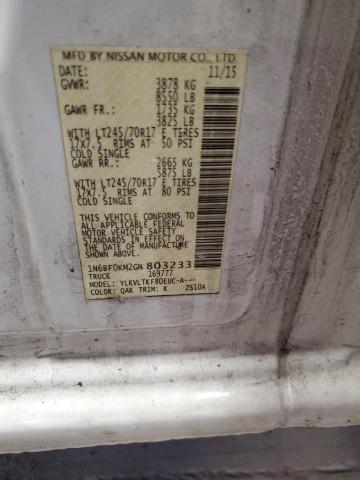 MFD BY NISSAN MOTOR CO., LTD.
DATE: 11/15
GVWR: 3878 KG
8550 LB
GAWR FR.: 1735 KG
3825 LB
WITH LT245/70R17 E TIRES
17X7.5 RIMS AT 50 PSI
COLD SINGLE
GAWR RR.: 2665 KG
5875 LB
WITH LT245/70R17 E TIRES
17X7.5 RIMS AT 80 PSI
COLD SINGLE
THIS VEHICLE CONFORMS TO
ALL APPLICABLE FEDERAL
MOTOR VEHICLE SAFETY
STANDARDS IN EFFECT
ON THE DATE OF
MANUFACTURE SHOWN
ABOVE.
1N6BF0KM2GN803233
TRUCK 169777
MODEL: YLKVLTKF8DEUC-A---
COLOR: QAK TRIM: K ZS10A